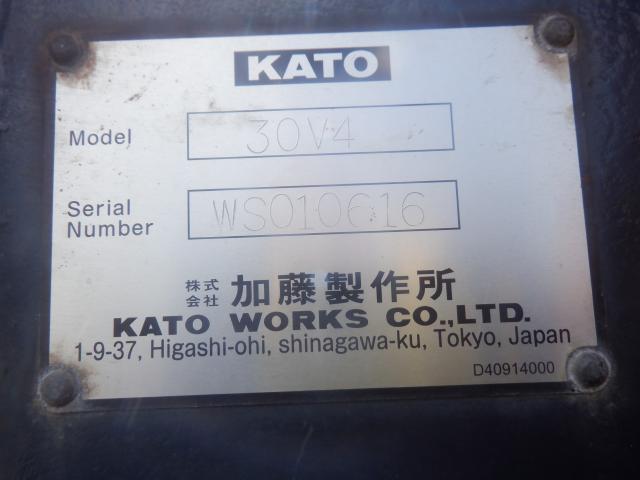 KATO
Model 30V4
Serial Number WS010616
株式会社 加藤製作所
KATO WORKS CO.,LTD.
1-9-37, Higashi-ohi, shinagawa-ku, Tokyo, Japan
D40914000